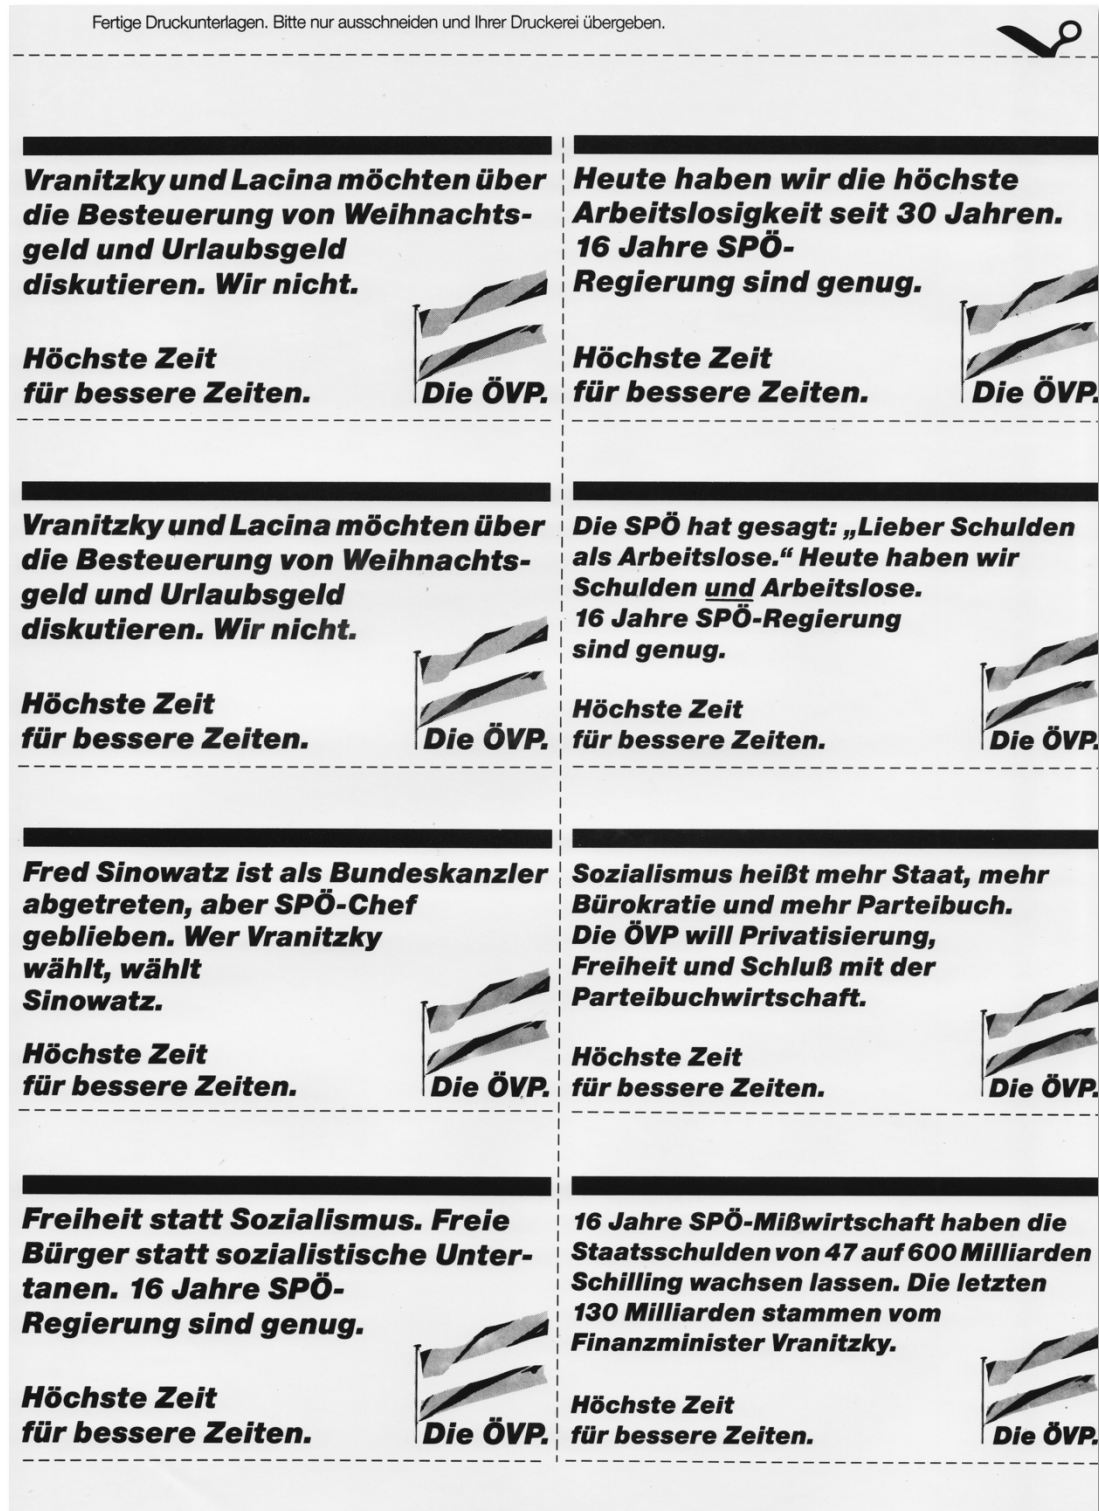 Fertige Druckunterlagen. Bitte nur ausschneiden und Ihrer Druckerei übergeben.
Vranitzky und Lacina möchten über
die Besteuerung von Weihnachts-
geld und Urlaubsgeld
diskutieren. Wir nicht.
Höchste Zeit
für bessere Zeiten.
Die ÖVP.
Heute haben wir die höchste
Arbeitslosigkeit seit 30 Jahren.
16 Jahre SPÖ-
Regierung sind genug.
Höchste Zeit
für bessere Zeiten.
Die ÖVP.
Vranitzky und Lacina möchten über
die Besteuerung von Weihnachts-
geld und Urlaubsgeld
diskutieren. Wir nicht.
Höchste Zeit
für bessere Zeiten.
Die ÖVP.
Die SPÖ hat gesagt: „Lieber Schulden
als Arbeitslose.“ Heute haben wir
Schulden und Arbeitslose.
16 Jahre SPÖ-Regierung
sind genug.
Höchste Zeit
für bessere Zeiten.
Die ÖVP.
Fred Sinowatz ist als Bundeskanzler
abgetreten, aber SPÖ-Chef
geblieben. Wer Vranitzky
wählt, wählt
Sinowatz.
Höchste Zeit
für bessere Zeiten.
Die ÖVP.
Sozialismus heißt mehr Staat, mehr
Bürokratie und mehr Parteibuch.
Die ÖVP will Privatisierung,
Freiheit und Schluß mit der
Parteibuchwirtschaft.
Höchste Zeit
für bessere Zeiten.
Die ÖVP.
Freiheit statt Sozialismus. Freie
Bürger statt sozialistische Unter-
tanen. 16 Jahre SPÖ-
Regierung sind genug.
Höchste Zeit
für bessere Zeiten.
Die ÖVP.
16 Jahre SPÖ-Mißwirtschaft haben die
Staatsschulden von 47 auf 600 Milliarden
Schilling wachsen lassen. Die letzten
130 Milliarden stammen vom
Finanzminister Vranitzky.
Höchste Zeit
für bessere Zeiten.
Die ÖVP.